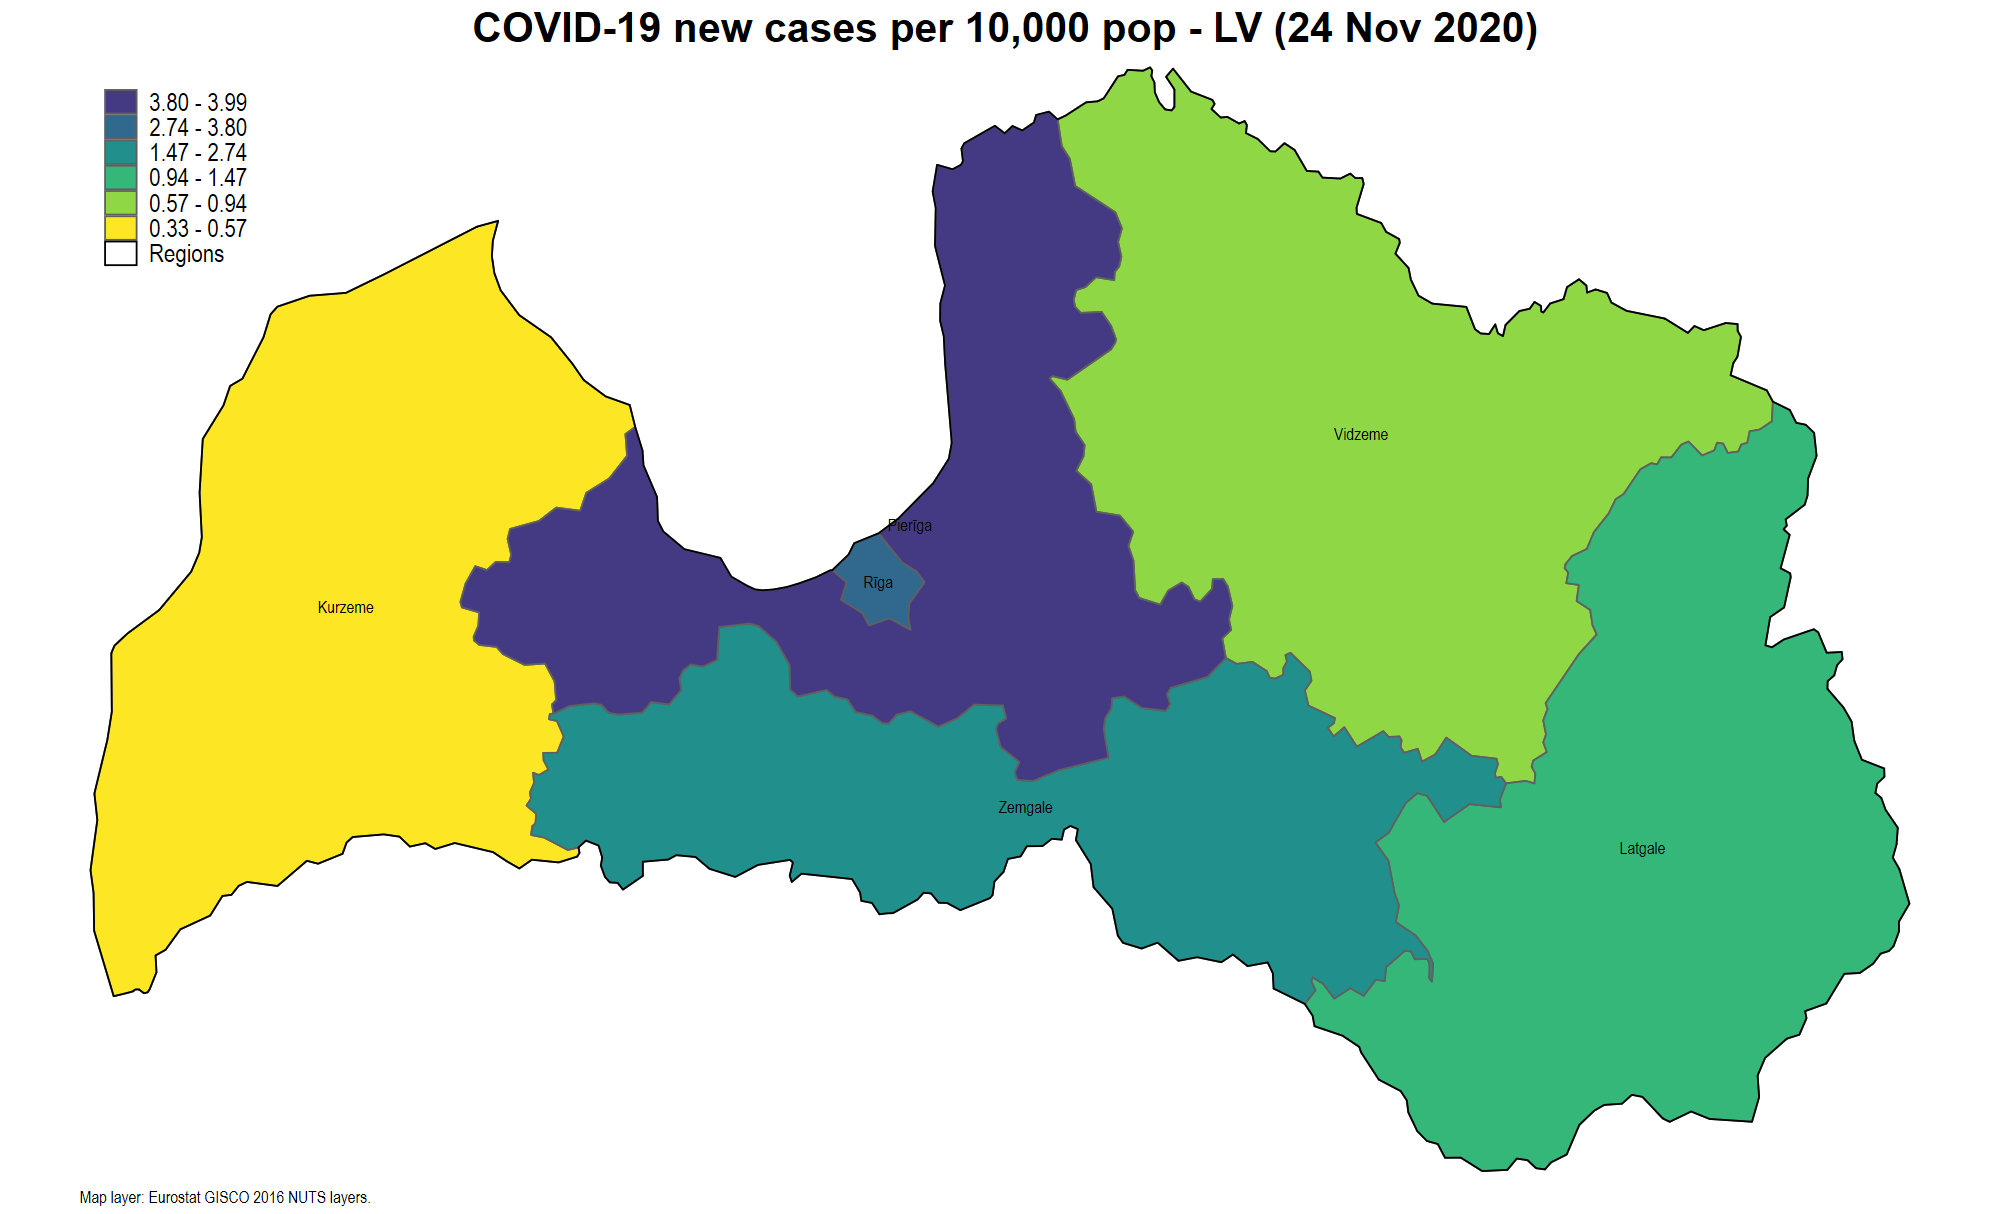 COVID-19 new cases per 10,000 pop - LV (24 Nov 2020)
3.80 - 3.99
2.74 - 3.80
1.47 - 2.74
0.94 - 1.47
0.57 - 0.94
0.33 - 0.57
Regions
Vidzeme
Pierīga
Rīga
Kurzeme
Zemgale
Latgale
Map layer: Eurostat GISCO 2016 NUTS layers.